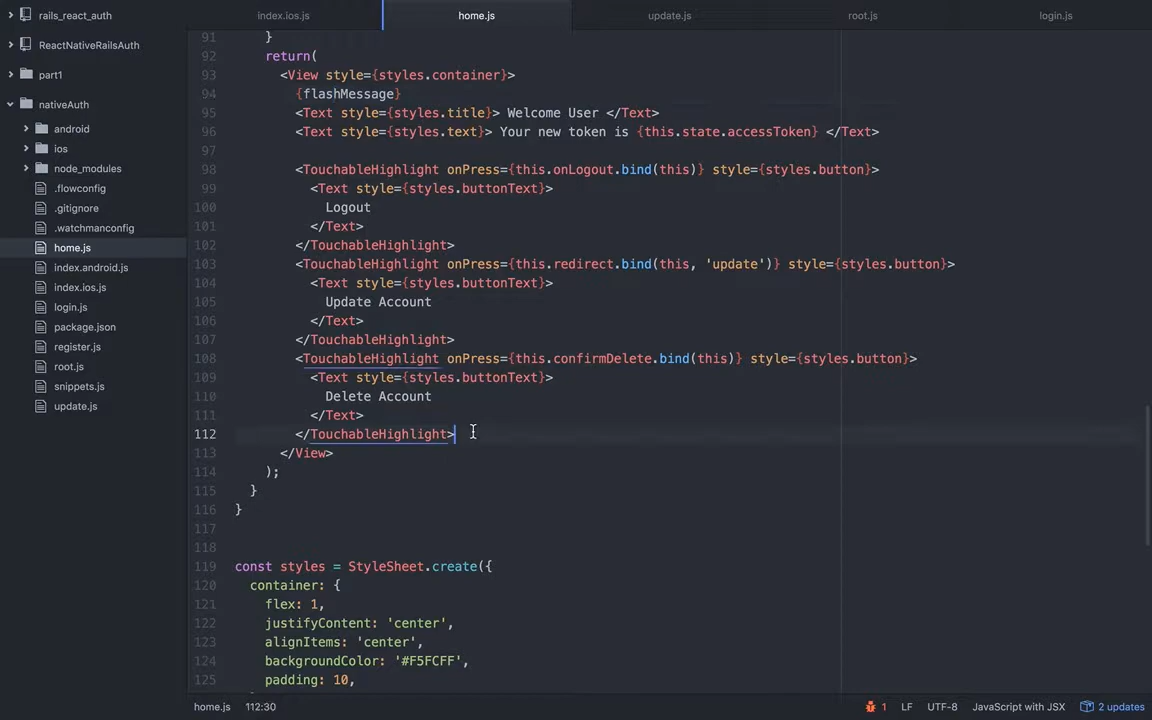 rails_react_auth
ReactNativeRailsAuth
part1
nativeAuth
android
ios
node_modules
.flowconfig
.gitignore
.watchmanconfig
home.js
index.android.js
index.ios.js
login.js
package.json
register.js
root.js
snippets.js
update.js
index.ios.js home.js update.js root.js login.js
91 }
92 return(
93 <View style={styles.container}>
94 {flashMessage}
95 <Text style={styles.title}> Welcome User </Text>
96 <Text style={styles.text}> Your new token is {this.state.accessToken} </Text>
97
98 <TouchableHighlight onPress={this.onLogout.bind(this)} style={styles.button}>
99 <Text style={styles.buttonText}>
100 Logout
101 </Text>
102 </TouchableHighlight>
103 <TouchableHighlight onPress={this.redirect.bind(this, 'update')} style={styles.button}>
104 <Text style={styles.buttonText}>
105 Update Account
106 </Text>
107 </TouchableHighlight>
108 <TouchableHighlight onPress={this.confirmDelete.bind(this)} style={styles.button}>
109 <Text style={styles.buttonText}>
110 Delete Account
111 </Text>
112 </TouchableHighlight>
113 </View>
114 );
115 }
116 }
117
118
119 const styles = StyleSheet.create({
120 container: {
121 flex: 1,
122 justifyContent: 'center',
123 alignItems: 'center',
124 backgroundColor: '#F5FCFF',
125 padding: 10,
home.js 112:30 1 LF UTF-8 JavaScript with JSX 2 updates